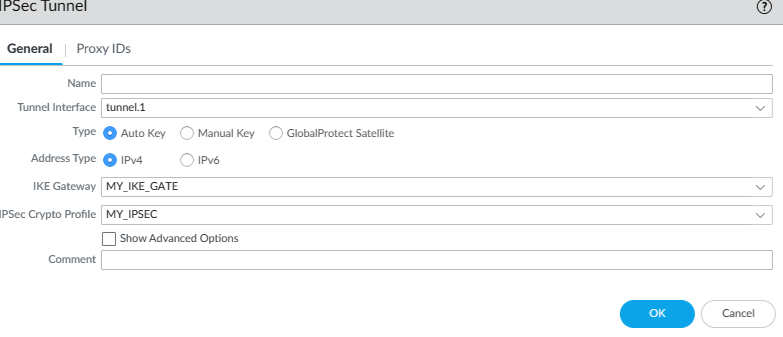 IPSec Tunnel
General | Proxy IDs
Name
Tunnel Interface tunnel.1
Type Auto Key Manual Key GlobalProtect Satellite
Address Type IPv4 IPv6
IKE Gateway MY_IKE_GATE
IPSec Crypto Profile MY_IPSEC
Show Advanced Options
Comment
OK Cancel